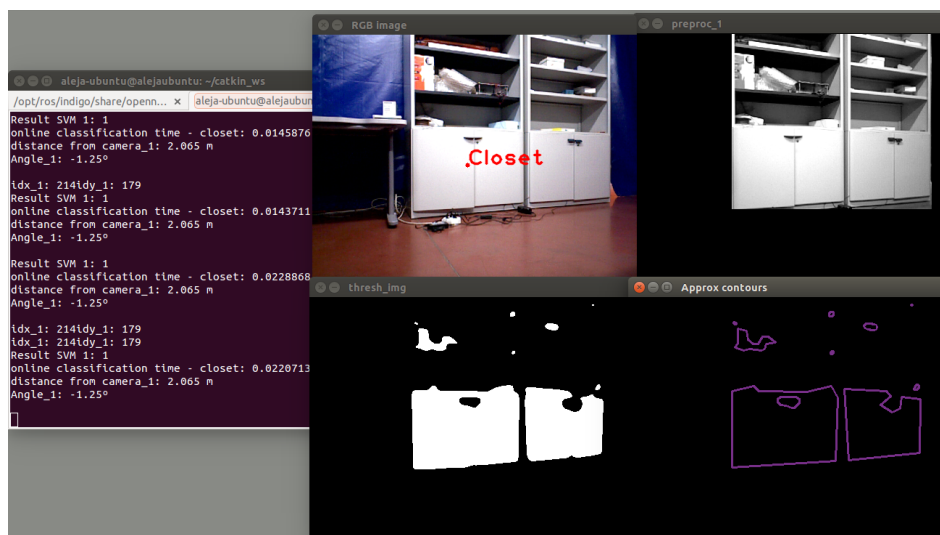 RGB image
preproc_1
Closet
aleja-ubuntu@alejaubuntu: ~/catkin_ws
/opt/ros/indigo/share/openn... × aleja-ubuntu@alejaubun
Result SVM 1: 1
online classification time - closet: 0.0145876
distance from camera_1: 2.065 m
Angle_1: -1.25º
idx_1: 214idy_1: 179
Result SVM 1: 1
online classification time - closet: 0.0143711
distance from camera_1: 2.065 m
Angle_1: -1.25º
Result SVM 1: 1
online classification time - closet: 0.0228868
distance from camera_1: 2.065 m
Angle_1: -1.25º
idx_1: 214idy_1: 179
idx_1: 214idy_1: 179
Result SVM 1: 1
online classification time - closet: 0.0220713
distance from camera_1: 2.065 m
Angle_1: -1.25º
thresh_img
Approx contours